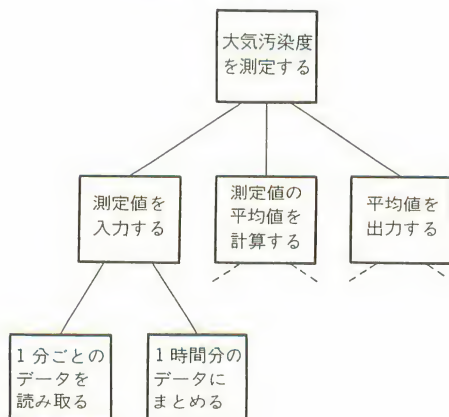 大気汚染度
を測定する
測定値を
入力する
測定値の
平均値を
計算する
平均値を
出力する
1分ごとの
データを
読み取る
1時間分の
データに
まとめる